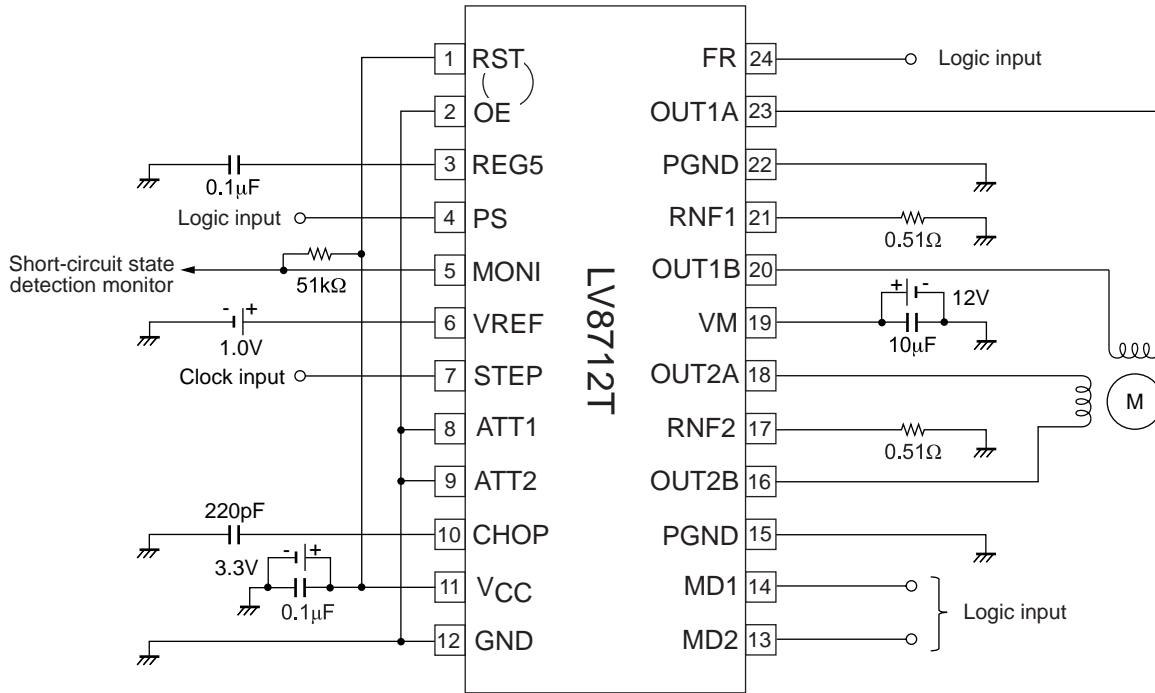 1 RST
2 OE
3 REG5
0.1µF
Logic input
4 PS
Short-circuit state
detection monitor
51kΩ
5 MONI
- +
1.0V
6 VREF
Clock input
7 STEP
8 ATT1
9 ATT2
220pF
10 CHOP
- +
3.3V
0.1µF
11 VCC
12 GND
LV8712T
FR 24
Logic input
OUT1A 23
PGND 22
RNF1 21
0.51Ω
OUT1B 20
+ -
12V
VM 19
10µF
OUT2A 18
M
RNF2 17
0.51Ω
OUT2B 16
PGND 15
MD1 14
Logic input
MD2 13